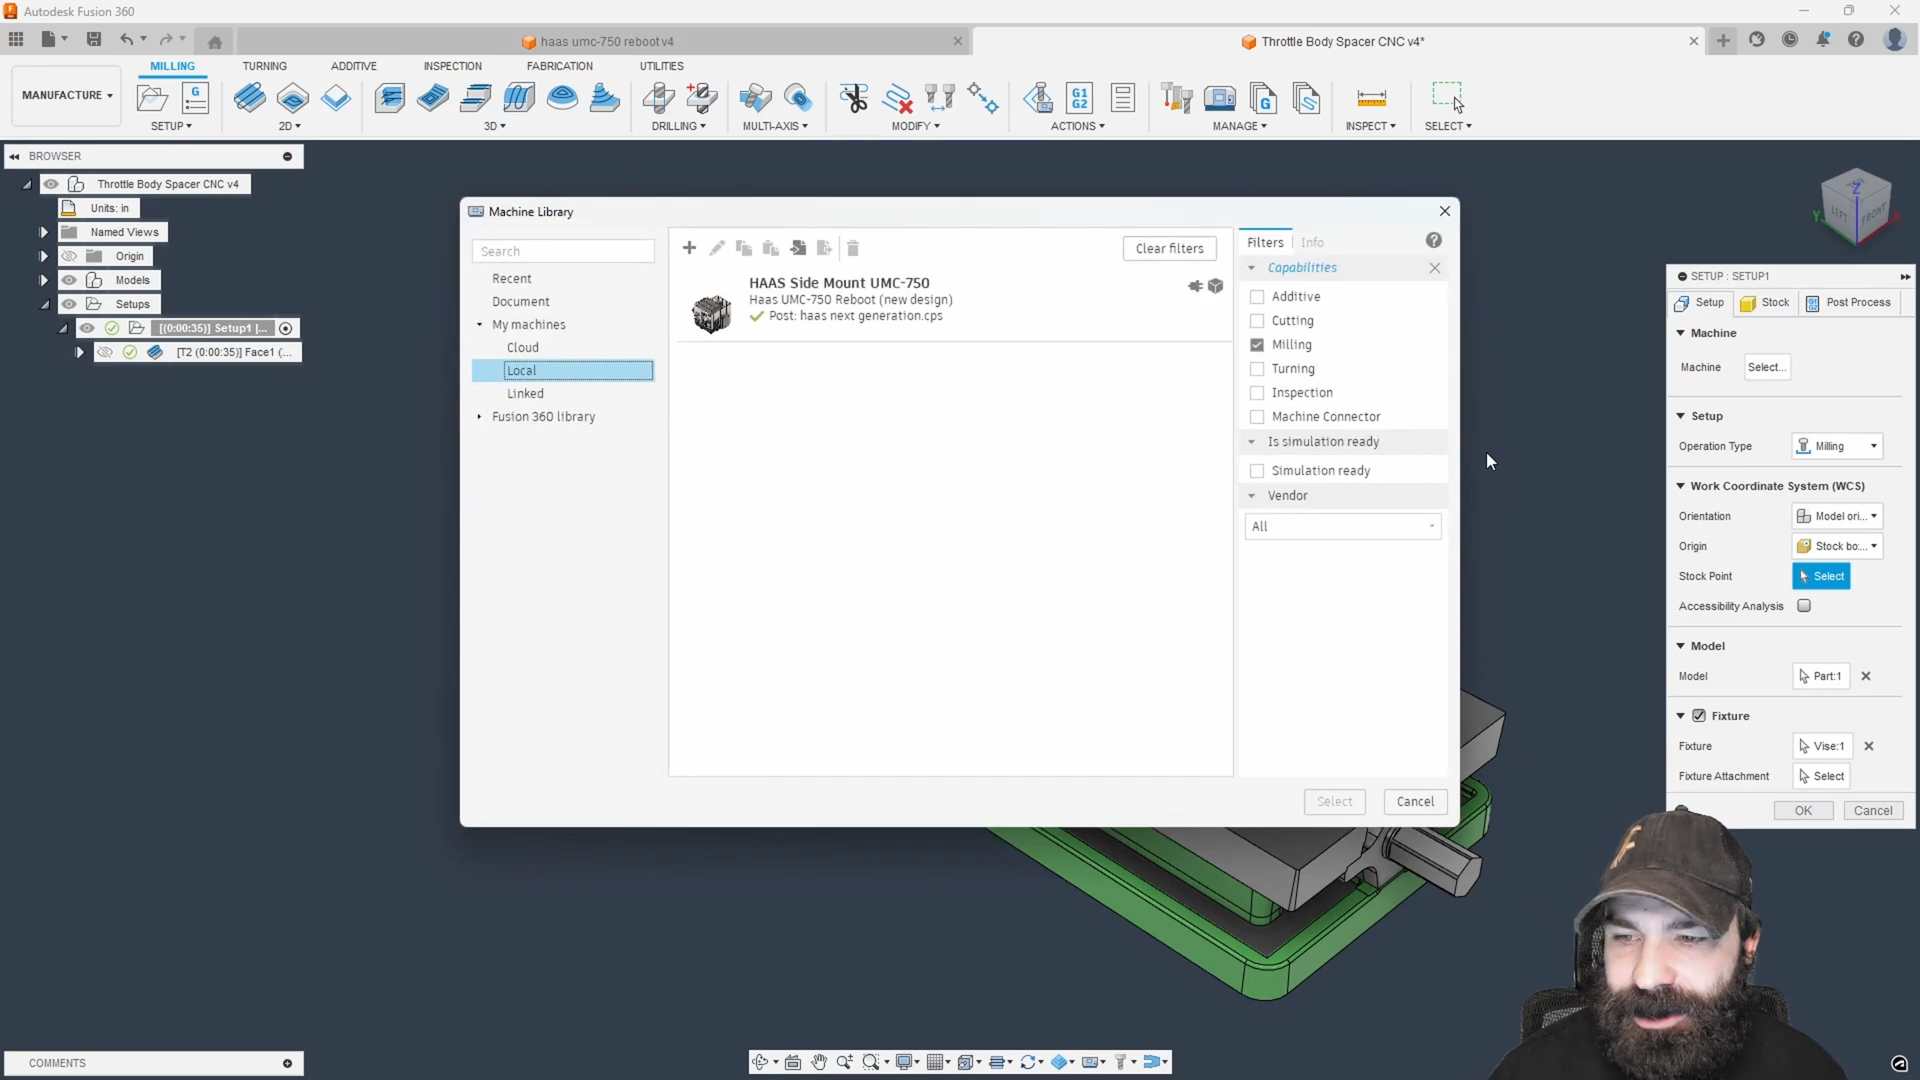 Autodesk Fusion 360
haas umc-750 reboot v4
Throttle Body Spacer CNC v4*
MILLING
TURNING
ADDITIVE
INSPECTION
FABRICATION
UTILITIES
MANUFACTURE
SETUP
2D
3D
DRILLING
MULTI-AXIS
MODIFY
ACTIONS
MANAGE
INSPECT
SELECT
G
G1
G2
G
BROWSER
Throttle Body Spacer CNC v4
Units: in
Named Views
Origin
Models
Setups
[(0:00:35)] Setup1 |...
[T2 (0:00:35)] Face1 (...
Machine Library
Search
Recent
Document
My machines
Cloud
Local
Linked
Fusion 360 library
Clear filters
HAAS Side Mount UMC-750
Haas UMC-750 Reboot (new design)
Post: haas next generation.cps
Filters
Info
Capabilities
Additive
Cutting
Milling
Turning
Inspection
Machine Connector
Is simulation ready
Simulation ready
Vendor
All
Select
Cancel
Z
Y
LEFT
FRONT
SETUP : SETUP1
Setup
Stock
Post Process
Machine
Machine
Select...
Setup
Operation Type
Milling
Work Coordinate System (WCS)
Orientation
Model ori...
Origin
Stock bo...
Stock Point
Select
Accessibility Analysis
Model
Model
Part:1
Fixture
Fixture
Vise:1
Fixture Attachment
Select
OK
Cancel
COMMENTS